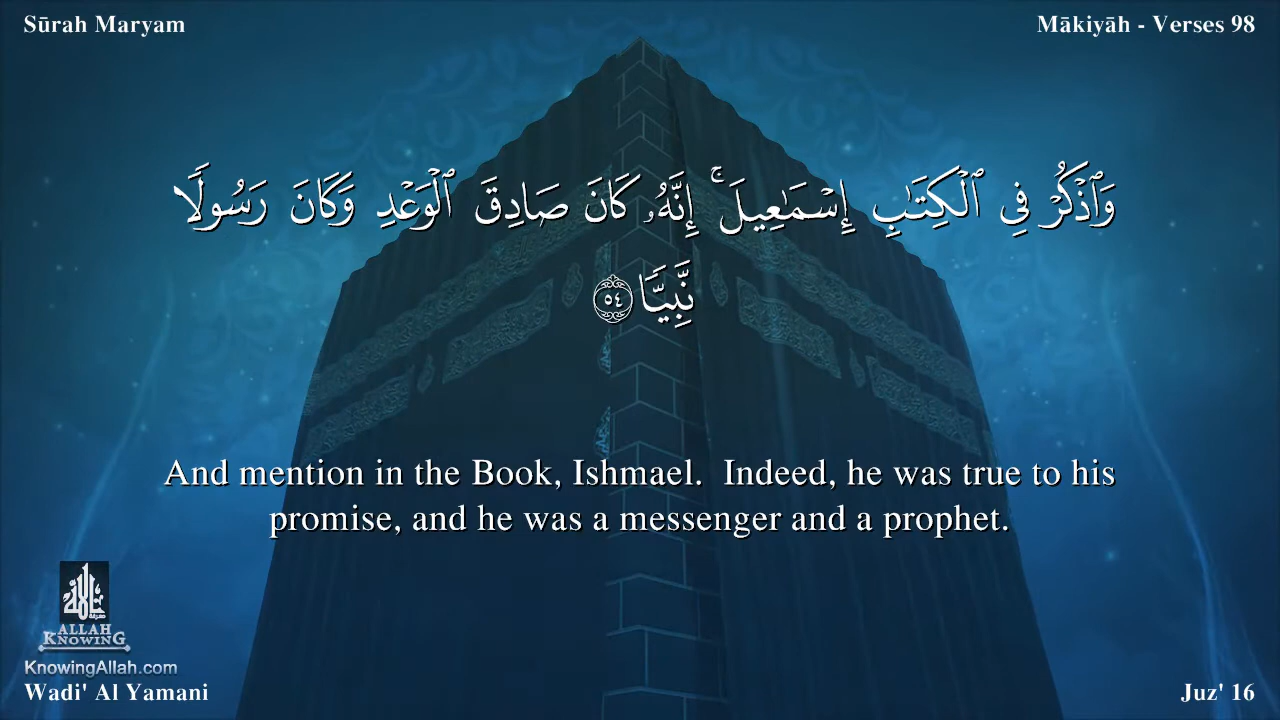 Sūrah Maryam
Mākiyāh - Verses 98
وَٱذْكُرْ فِى ٱلْكِتَـٰبِ إِسْمَـٰعِيلَ ۚ إِنَّهُۥ كَانَ صَادِقَ ٱلْوَعْدِ وَكَانَ رَسُولًا
نَّبِيًّا ٥٤
And mention in the Book, Ishmael. Indeed, he was true to his
promise, and he was a messenger and a prophet.
ALLAH
KNOWING
KnowingAllah.com
Wadi' Al Yamani
Juz' 16